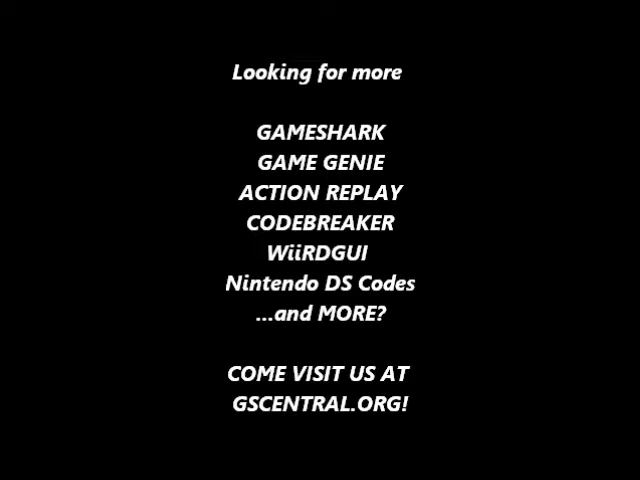 Looking for more
GAMESHARK
GAME GENIE
ACTION REPLAY
CODEBREAKER
WiiRDGUI
Nintendo DS Codes
...and MORE?
COME VISIT US AT
GSCENTRAL.ORG!